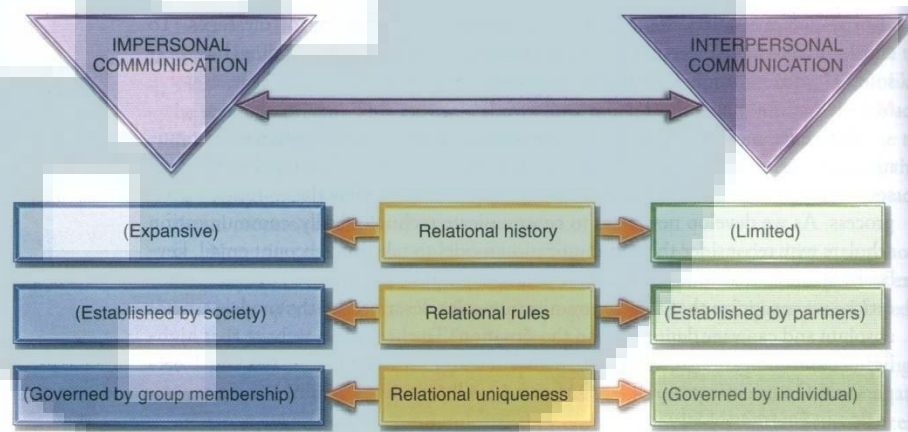 IMPERSONAL
COMMUNICATION
INTERPERSONAL
COMMUNICATION
(Expansive)
Relational history
(Limited)
(Established by society)
Relational rules
(Established by partners)
(Governed by group membership)
Relational uniqueness
(Governed by individual)